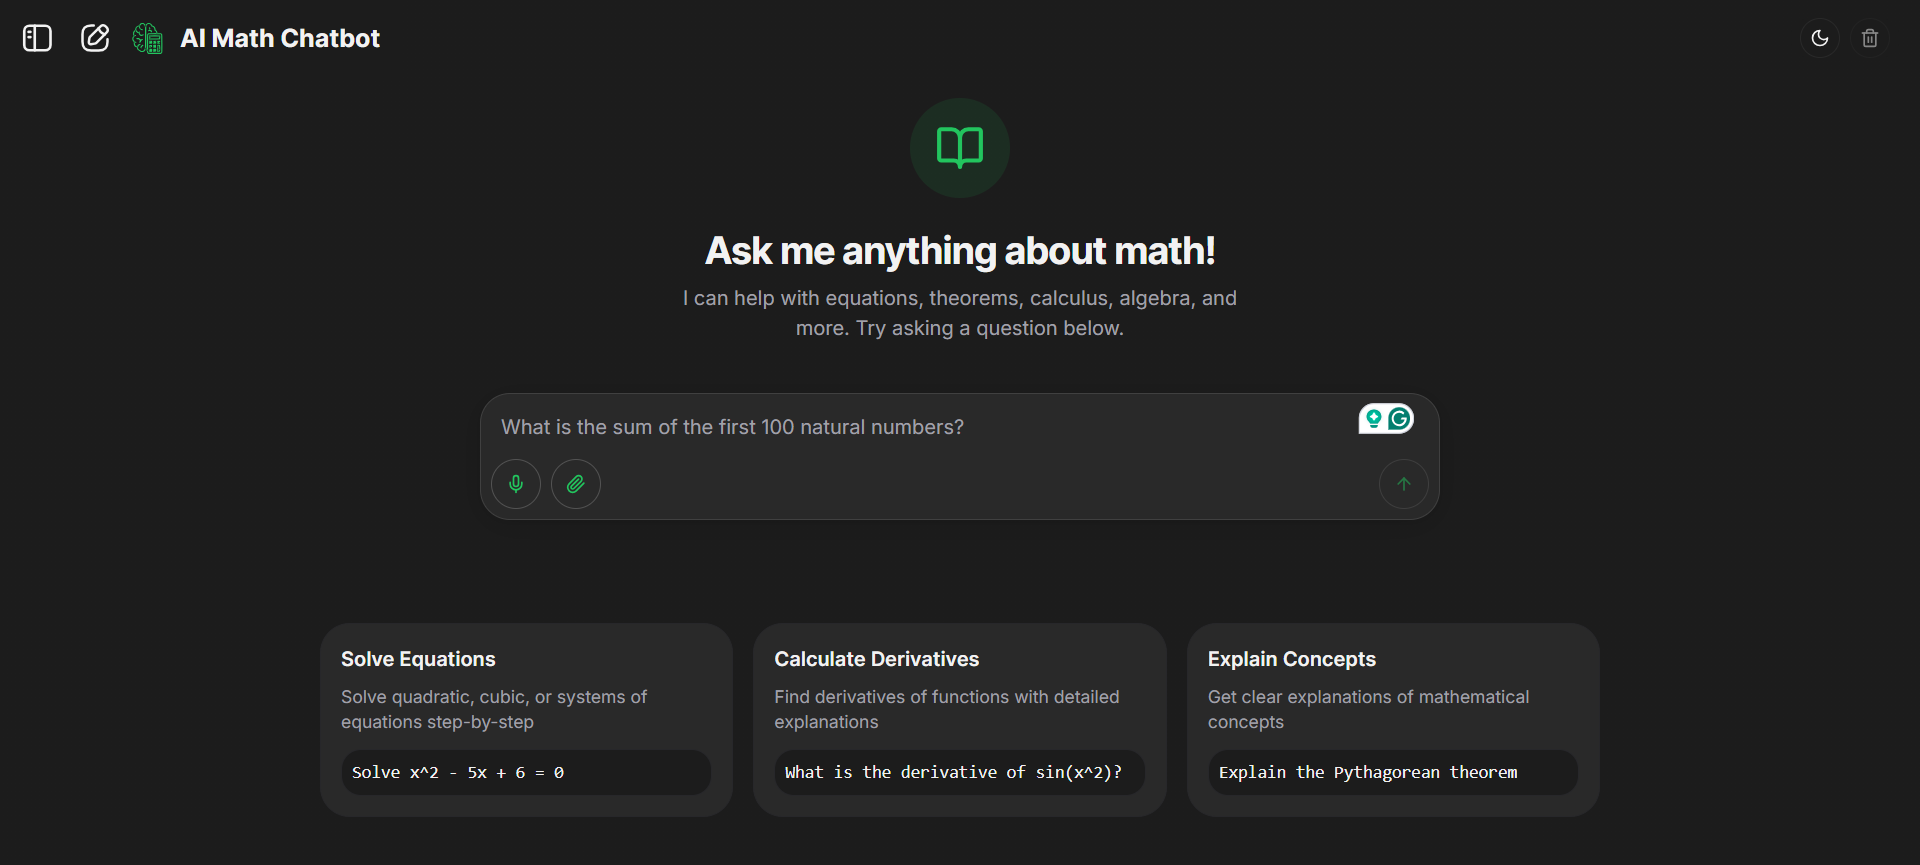 AI Math Chatbot
Ask me anything about math!
I can help with equations, theorems, calculus, algebra, and
more. Try asking a question below.
What is the sum of the first 100 natural numbers?
Solve Equations
Solve quadratic, cubic, or systems of
equations step-by-step
Solve x^2 - 5x + 6 = 0
Calculate Derivatives
Find derivatives of functions with detailed
explanations
What is the derivative of sin(x^2)?
Explain Concepts
Get clear explanations of mathematical
concepts
Explain the Pythagorean theorem